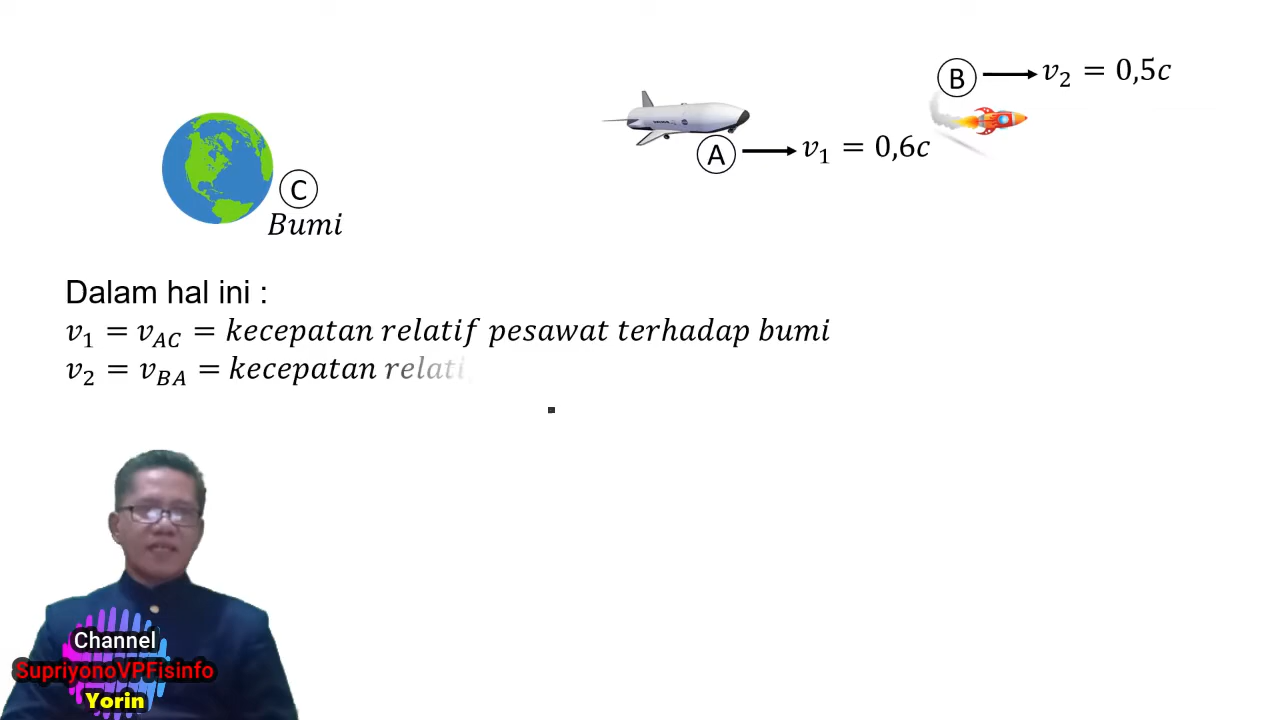 B → v₂ = 0,5c
A → v₁ = 0,6c
C
Bumi
Dalam hal ini :
v₁ = v_AC = kecepatan relatif pesawat terhadap bumi
v₂ = v_BA = kecepatan relati
Channel
SupriyonoVPFisinfo
Yorin